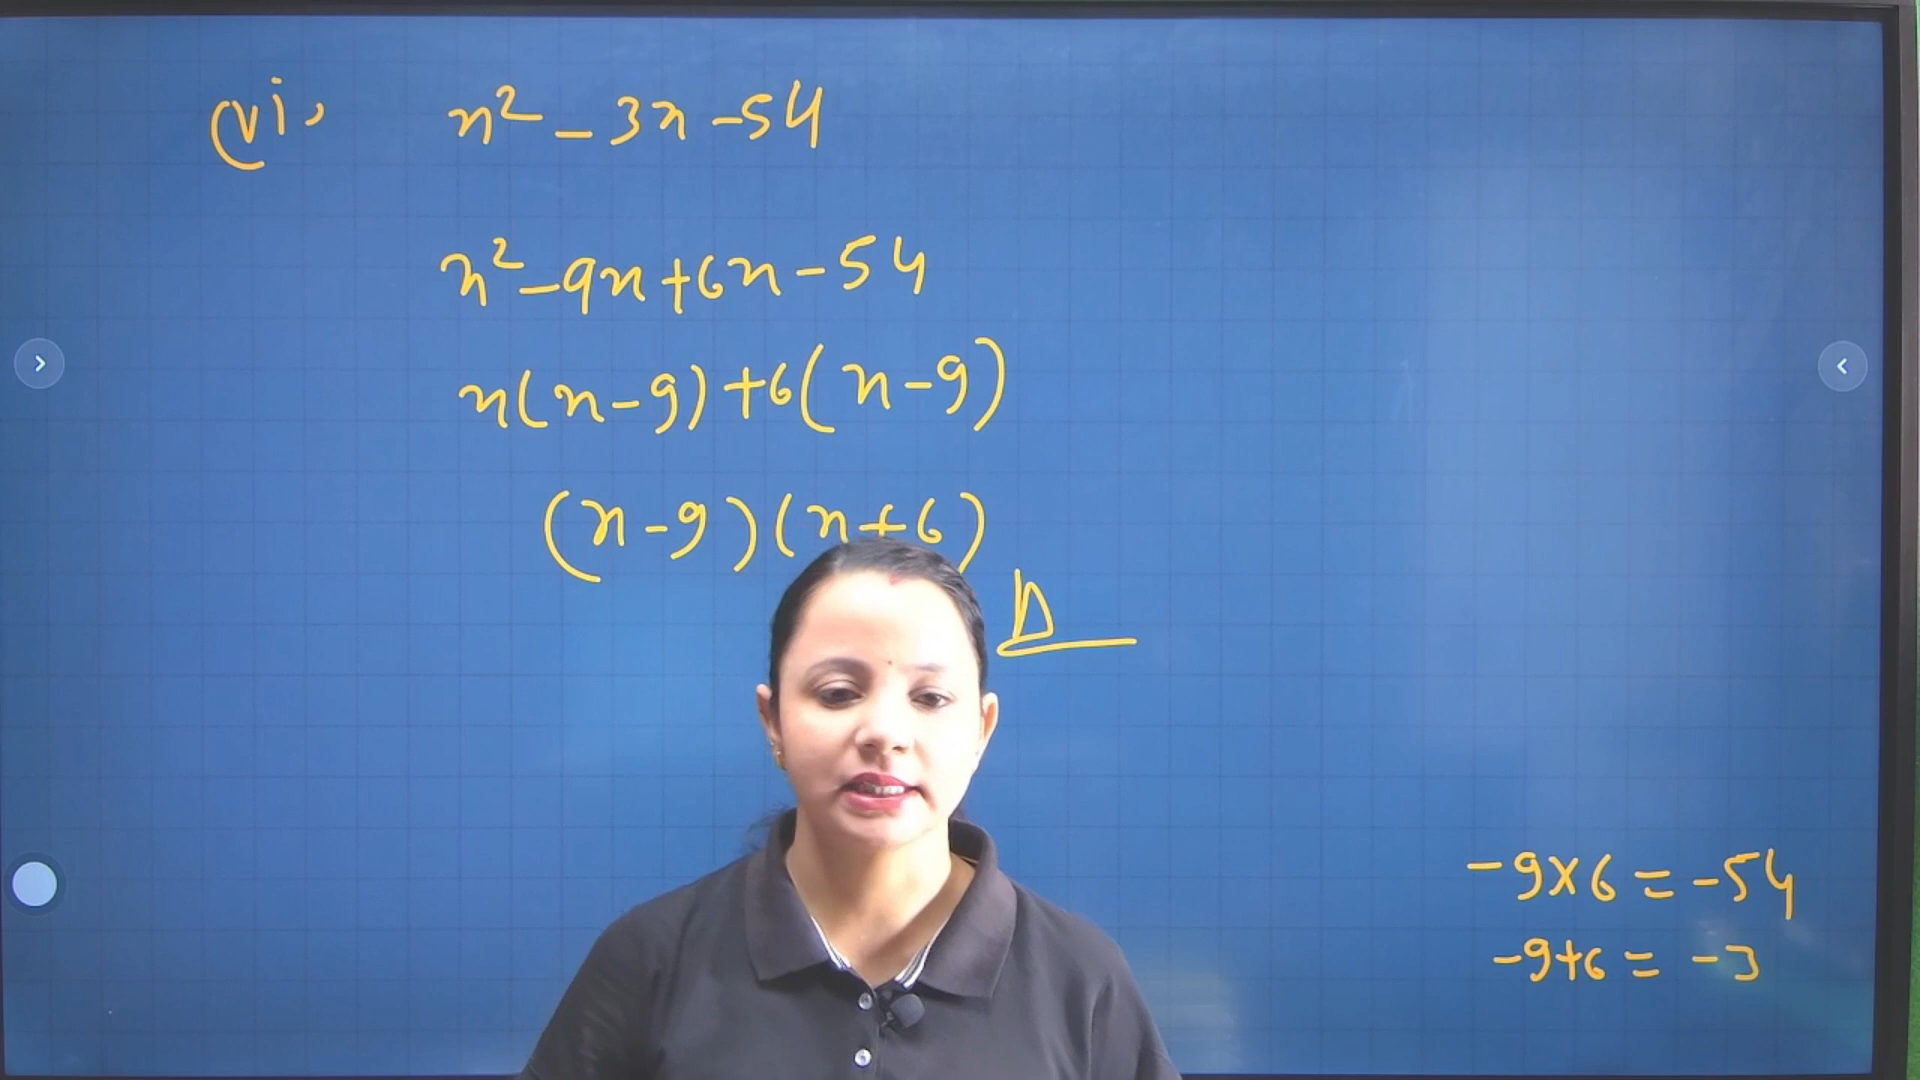 (vi, x² - 3x - 54
x² - 9x + 6x - 54
x(x - 9) + 6(x - 9)
(x - 9)(x + 6)
-9 × 6 = -54
-9 + 6 = -3